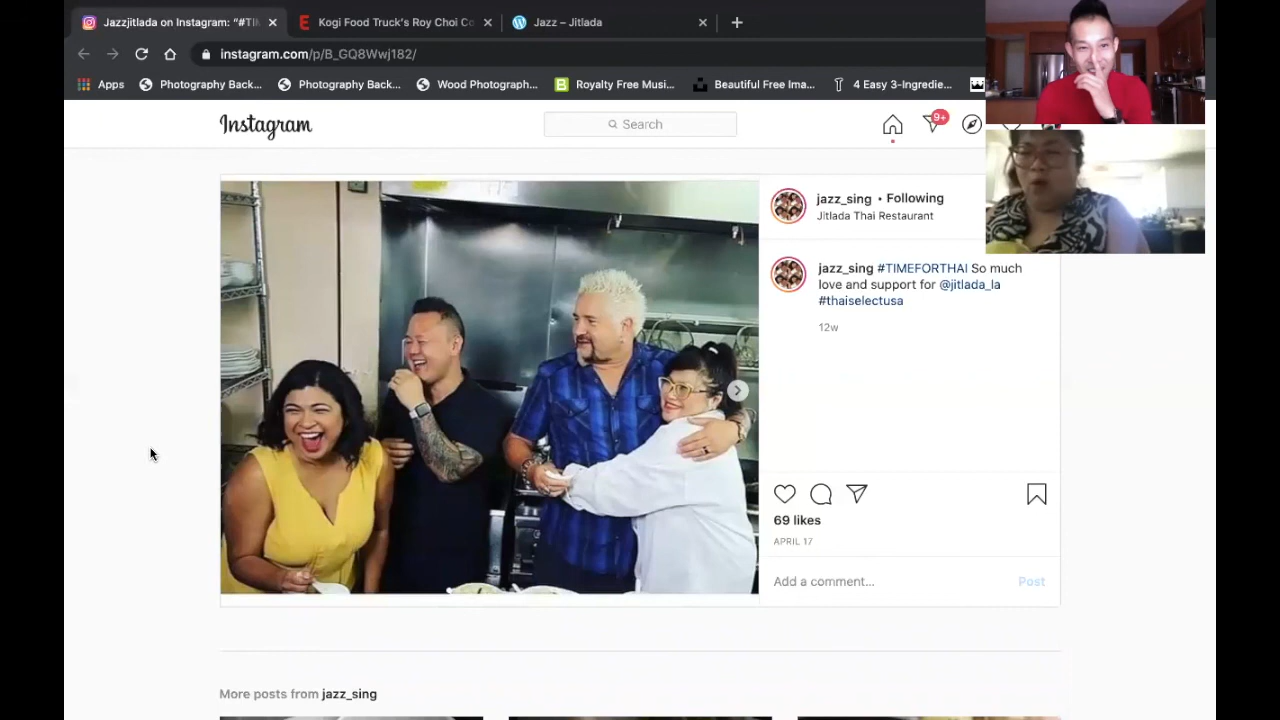 Jazzjitlada on Instagram: “#TI
Kogi Food Truck’s Roy Choi Co
Jazz – Jitlada
instagram.com/p/B_GQ8Wwj182/
Apps
Photography Back...
Photography Bac...
Wood Photograph...
Royalty Free Musi...
Beautiful Free Ima...
4 Easy 3-Ingredie...
Instagram
Search
9+
jazz_sing • Following
Jitlada Thai Restaurant
jazz_sing #TIMEFORTHAI So much
love and support for @jitlada_la
#thaiselectusa
12w
69 likes
APRIL 17
Add a comment...
Post
More posts from jazz_sing